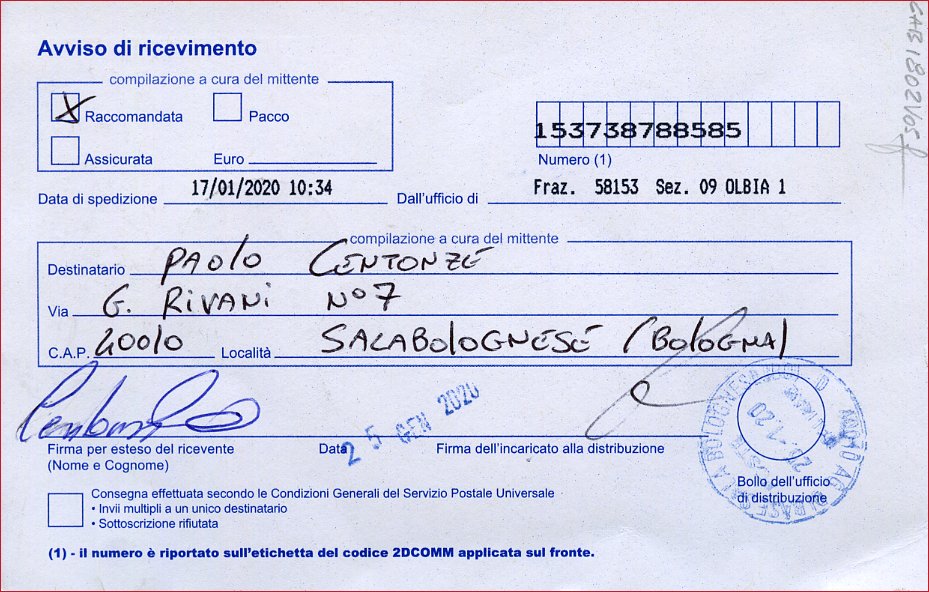 Avviso di ricevimento
compilazione a cura del mittente
X Raccomandata Pacco
Assicurata Euro
153738788585
Numero (1)
Data di spedizione 17/01/2020 10:34 Dall'ufficio di Fraz. 58153 Sez. 09 OLBIA 1
compilazione a cura del mittente
Destinatario PAOLO CENTONZE
Via G. RIVANI N° 7
C.A.P. 40010 Località SALABOLOGNESE (BOLOGNA)
25 GEN 2020
Firma per esteso del ricevente
(Nome e Cognome)
Data
Firma dell'incaricato alla distribuzione
Bollo dell'ufficio
di distribuzione
Consegna effettuata secondo le Condizioni Generali del Servizio Postale Universale
• Invii multipli a un unico destinatario
• Sottoscrizione rifiutata
(1) - il numero è riportato sull'etichetta del codice 2DCOMM applicata sul fronte.